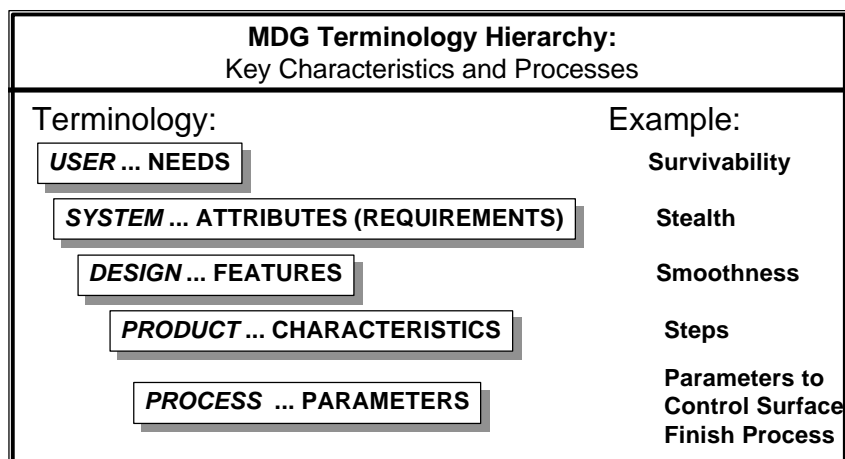 MDG Terminology Hierarchy:
Key Characteristics and Processes
Terminology: Example:
USER ... NEEDS Survivability
SYSTEM ... ATTRIBUTES (REQUIREMENTS) Stealth
DESIGN ... FEATURES Smoothness
PRODUCT ... CHARACTERISTICS Steps
PROCESS ... PARAMETERS
Parameters to
Control Surface
Finish Process